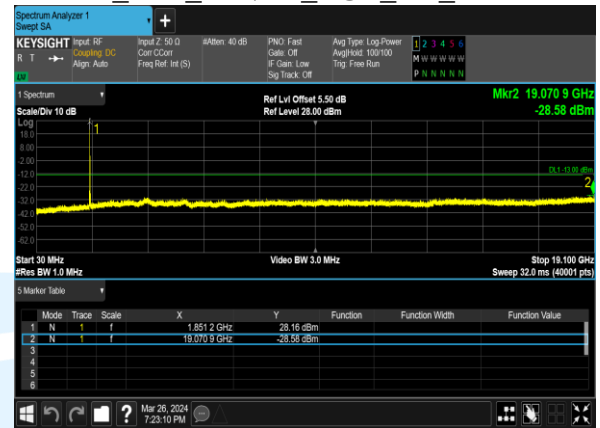 Spectrum Analyzer 1
Swept SA
KEYSIGHT
R T
Input: RF
Coupling: DC
Align: Auto
Input Z: 50 Ω
Corr CCorr
Freq Ref: Int (S)
#Atten: 40 dB
PNO: Fast
Gate: Off
IF Gain: Low
Sig Track: Off
Avg Type: Log-Power
Avg|Hold: 100/100
Trig: Free Run
1 2 3 4 5 6
M W W W W W
P N N N N N
1 Spectrum
Scale/Div 10 dB
Log
Ref Lvl Offset 5.50 dB
Ref Level 28.00 dBm
Mkr2 19.070 9 GHz
-28.58 dBm
18.0
8.00
-2.00
-12.0
-22.0
-32.0
-42.0
-52.0
-62.0
1
DL1 -13.00 dBm
2
Start 30 MHz
#Res BW 1.0 MHz
Video BW 3.0 MHz
Stop 19.100 GHz
Sweep 32.0 ms (40001 pts)
5 Marker Table
Mode Trace Scale X Y Function Function Width Function Value
1 N 1 f 1.851 2 GHz 28.16 dBm
2 N 1 f 19.070 9 GHz -28.58 dBm
3
4
5
6
?
Mar 26, 2024
7:23:10 PM